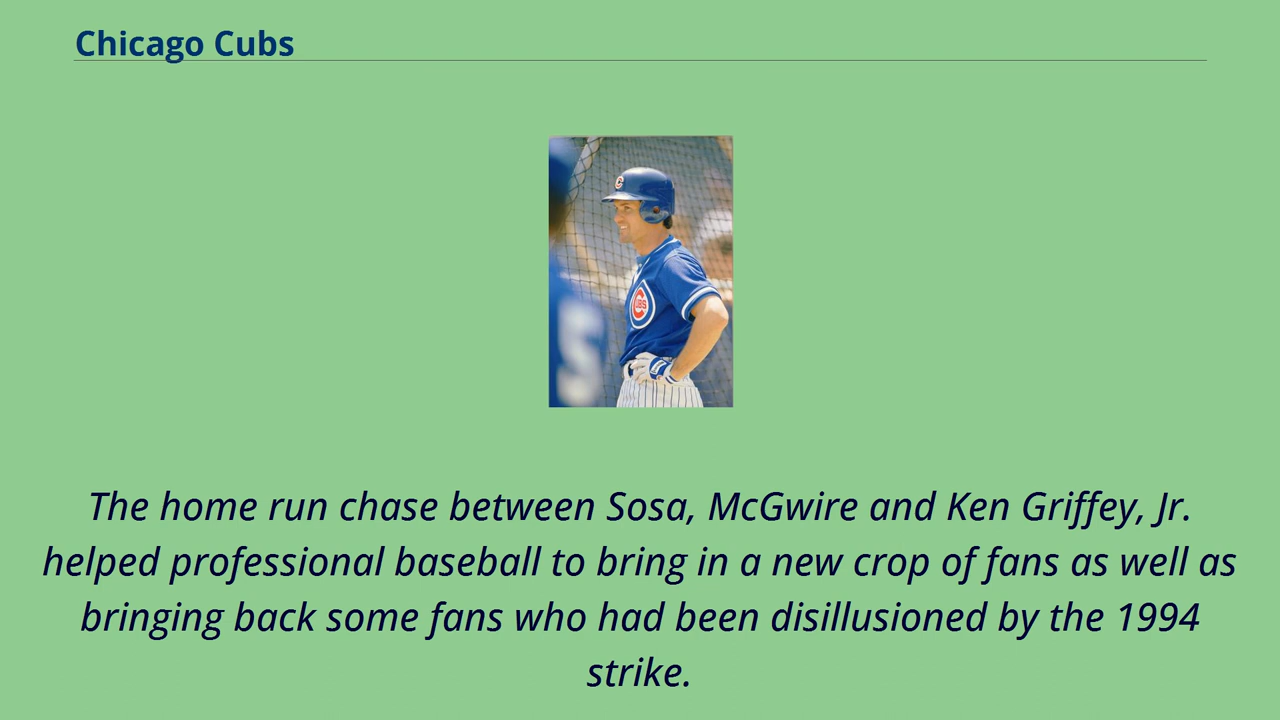 Chicago Cubs
C
CUBS
5
The home run chase between Sosa, McGwire and Ken Griffey, Jr.
helped professional baseball to bring in a new crop of fans as well as
bringing back some fans who had been disillusioned by the 1994
strike.